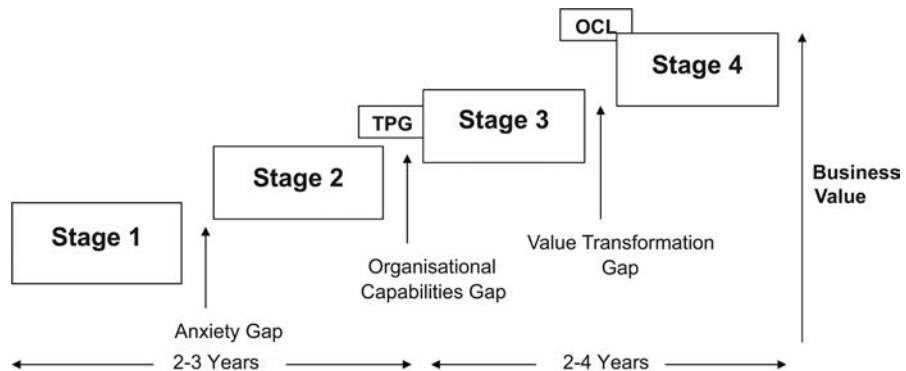 OCL
Stage 4
TPG
Stage 3
Stage 2
Business
Value
Stage 1
Value Transformation
Gap
Organisational
Capabilities Gap
Anxiety Gap
2-3 Years
2-4 Years